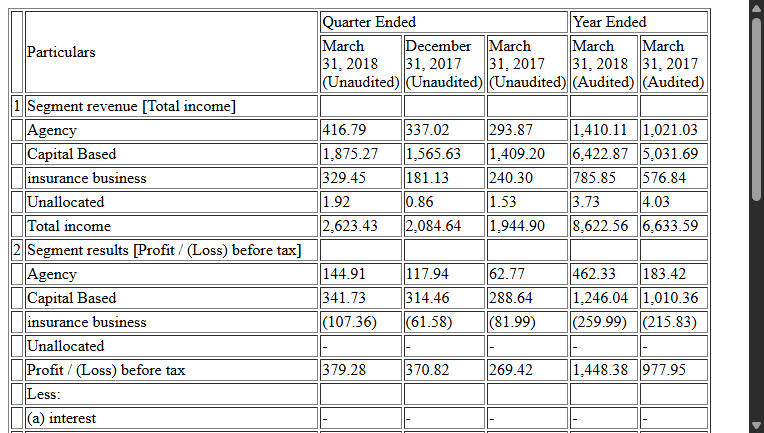 Particulars Quarter Ended Year Ended
March 31, 2018 (Unaudited) December 31, 2017 (Unaudited) March 31, 2017 (Unaudited) March 31, 2018 (Audited) March 31, 2017 (Audited)
1 Segment revenue [Total income]
Agency 416.79 337.02 293.87 1,410.11 1,021.03
Capital Based 1,875.27 1,565.63 1,409.20 6,422.87 5,031.69
insurance business 329.45 181.13 240.30 785.85 576.84
Unallocated 1.92 0.86 1.53 3.73 4.03
Total income 2,623.43 2,084.64 1,944.90 8,622.56 6,633.59
2 Segment results [Profit / (Loss) before tax]
Agency 144.91 117.94 62.77 462.33 183.42
Capital Based 341.73 314.46 288.64 1,246.04 1,010.36
insurance business (107.36) (61.58) (81.99) (259.99) (215.83)
Unallocated - - - - -
Profit / (Loss) before tax 379.28 370.82 269.42 1,448.38 977.95
Less:
(a) interest - - - - -